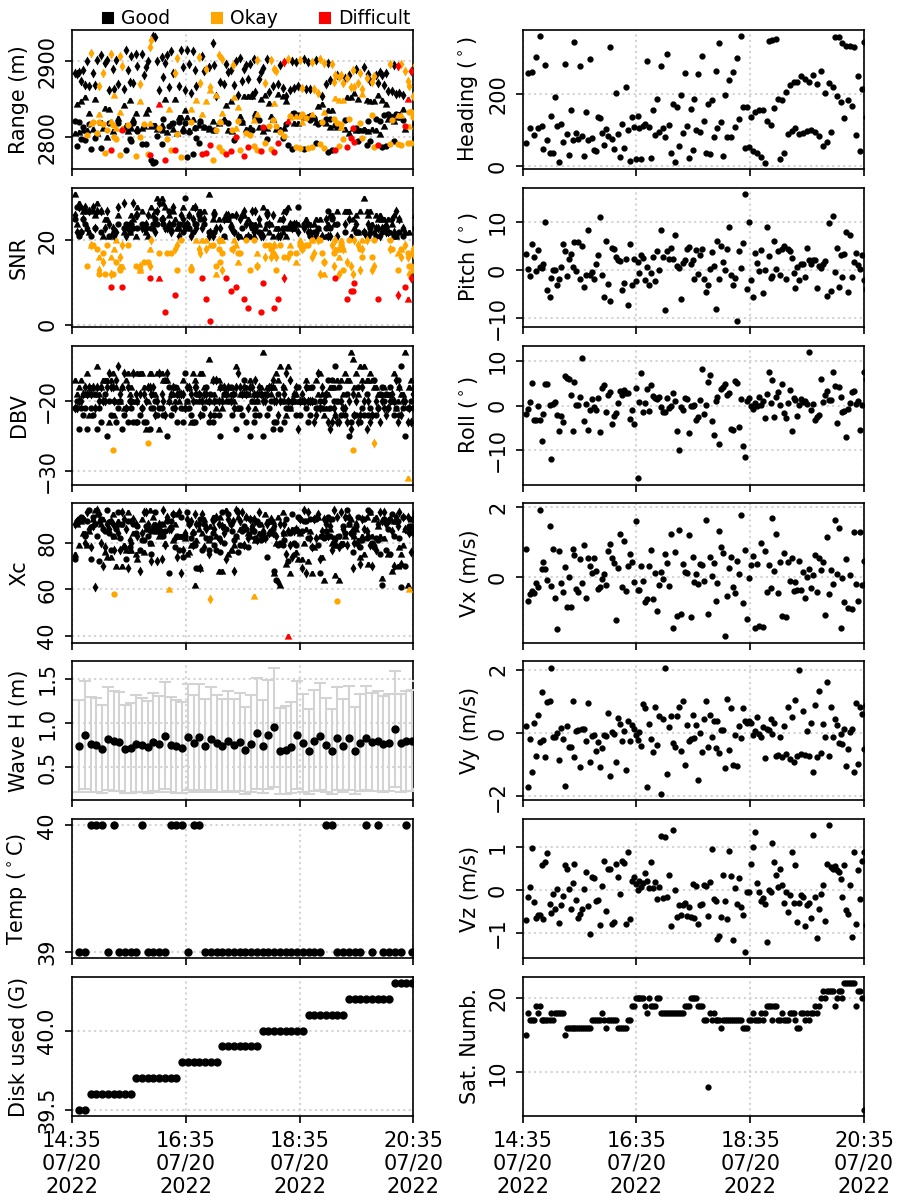 Good Okay Difficult
Range (m)
2900
2800
Heading (°)
200
0
SNR
20
0
Pitch (°)
10
0
−10
DBV
−20
−30
Roll (°)
10
0
−10
Xc
80
60
40
Vx (m/s)
2
0
Wave H (m)
1.5
1.0
0.5
Vy (m/s)
2
0
−2
Temp (°C)
40
39
Vz (m/s)
1
0
−1
Disk used (G)
40.0
39.5
Sat. Numb.
20
10
14:35 16:35 18:35 20:35
07/20 07/20 07/20 07/20
2022 2022 2022 2022
14:35 16:35 18:35 20:35
07/20 07/20 07/20 07/20
2022 2022 2022 2022